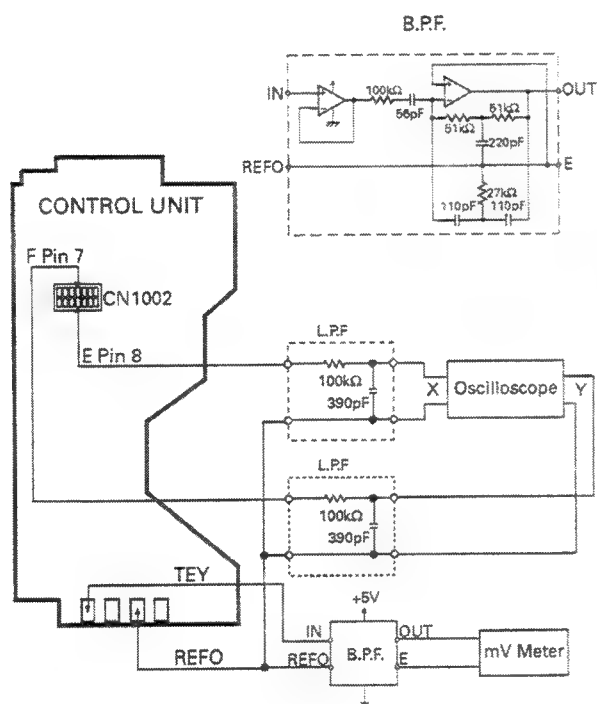 B.P.F.
IN
100kΩ
56pF
OUT
51kΩ
51kΩ
220pF
REFO
E
27kΩ
110pF
110pF
CONTROL UNIT
F Pin 7
CN1002
E Pin 8
L.P.F
100kΩ
390pF
X
Oscilloscope
Y
L.P.F
100kΩ
390pF
TEY
+5V
IN
OUT
B.P.F.
REFO
REFO
E
mV Meter